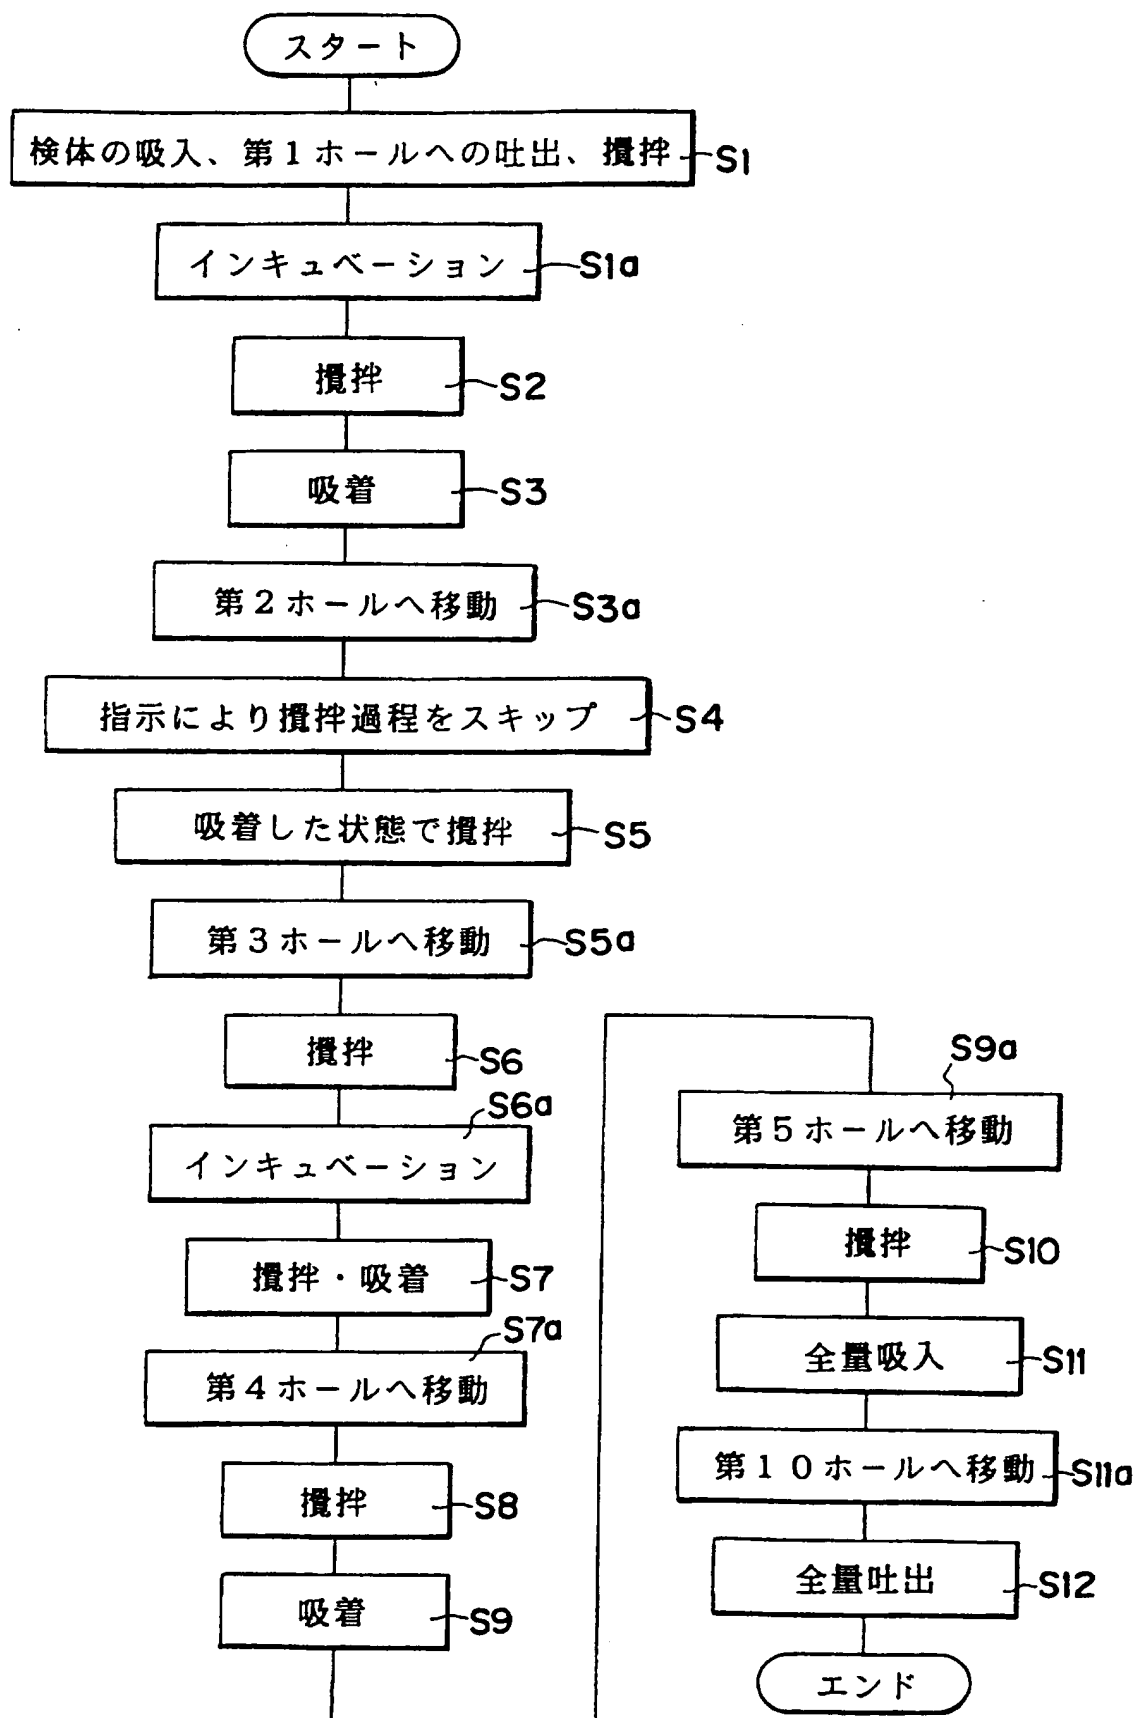 スタート
検体の吸入、第1ホールへの吐出、攪拌 S1
インキュベーション S1a
攪拌 S2
吸着 S3
第2ホールへ移動 S3a
指示により攪拌過程をスキップ S4
吸着した状態で攪拌 S5
第3ホールへ移動 S5a
攪拌 S6
S6a
インキュベーション
攪拌・吸着 S7
S7a
第4ホールへ移動
攪拌 S8
吸着 S9
S9a
第5ホールへ移動
攪拌 S10
全量吸入 S11
第10ホールへ移動 S11a
全量吐出 S12
エンド